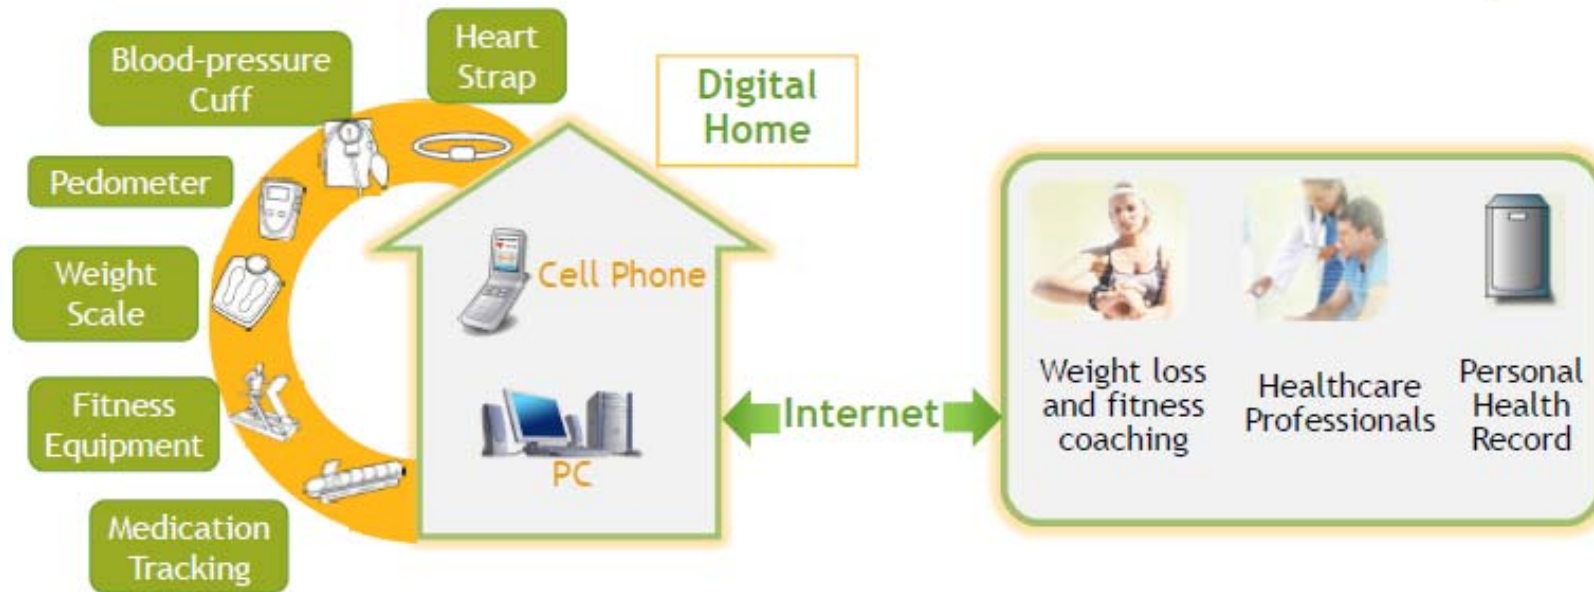 Heart
Strap
Blood-pressure
Cuff
Digital
Home
Pedometer
Weight
Scale
Cell Phone
Fitness
Equipment
PC
Medication
Tracking
Internet
Weight loss
and fitness
coaching
Healthcare
Professionals
Personal
Health
Record